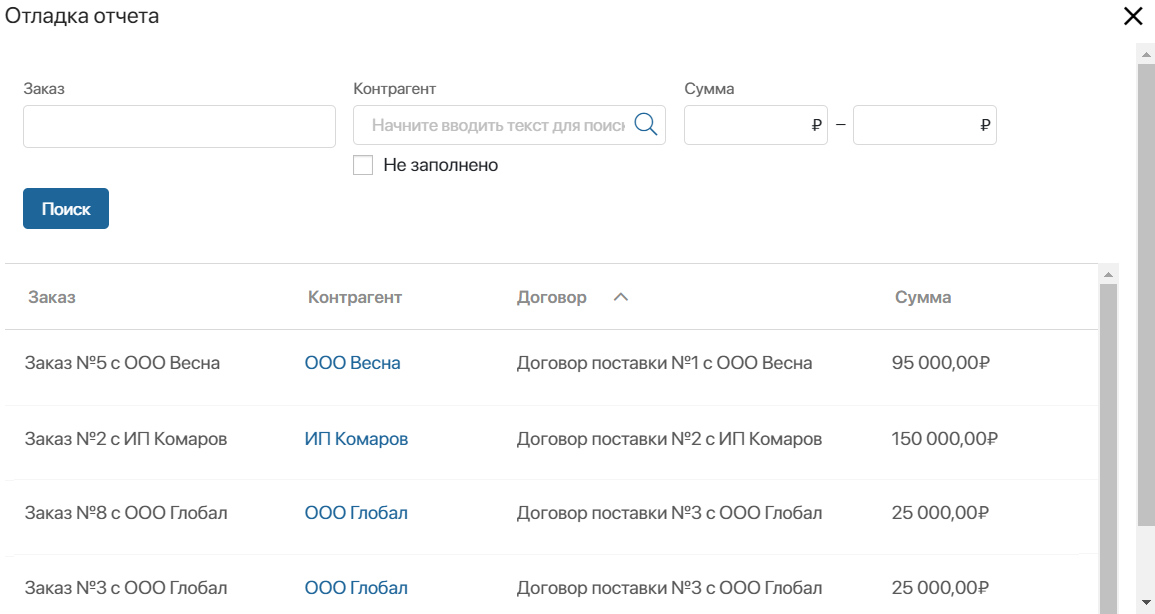 Отладка отчета
Заказ Контрагент Сумма
Начните вводить текст для поиск ₽ – ₽
Не заполнено
Поиск
Заказ Контрагент Договор Сумма
Заказ №5 с ООО Весна ООО Весна Договор поставки №1 с ООО Весна 95 000,00₽
Заказ №2 с ИП Комаров ИП Комаров Договор поставки №2 с ИП Комаров 150 000,00₽
Заказ №8 с ООО Глобал ООО Глобал Договор поставки №3 с ООО Глобал 25 000,00₽
Заказ №3 с ООО Глобал ООО Глобал Договор поставки №3 с ООО Глобал 25 000,00₽